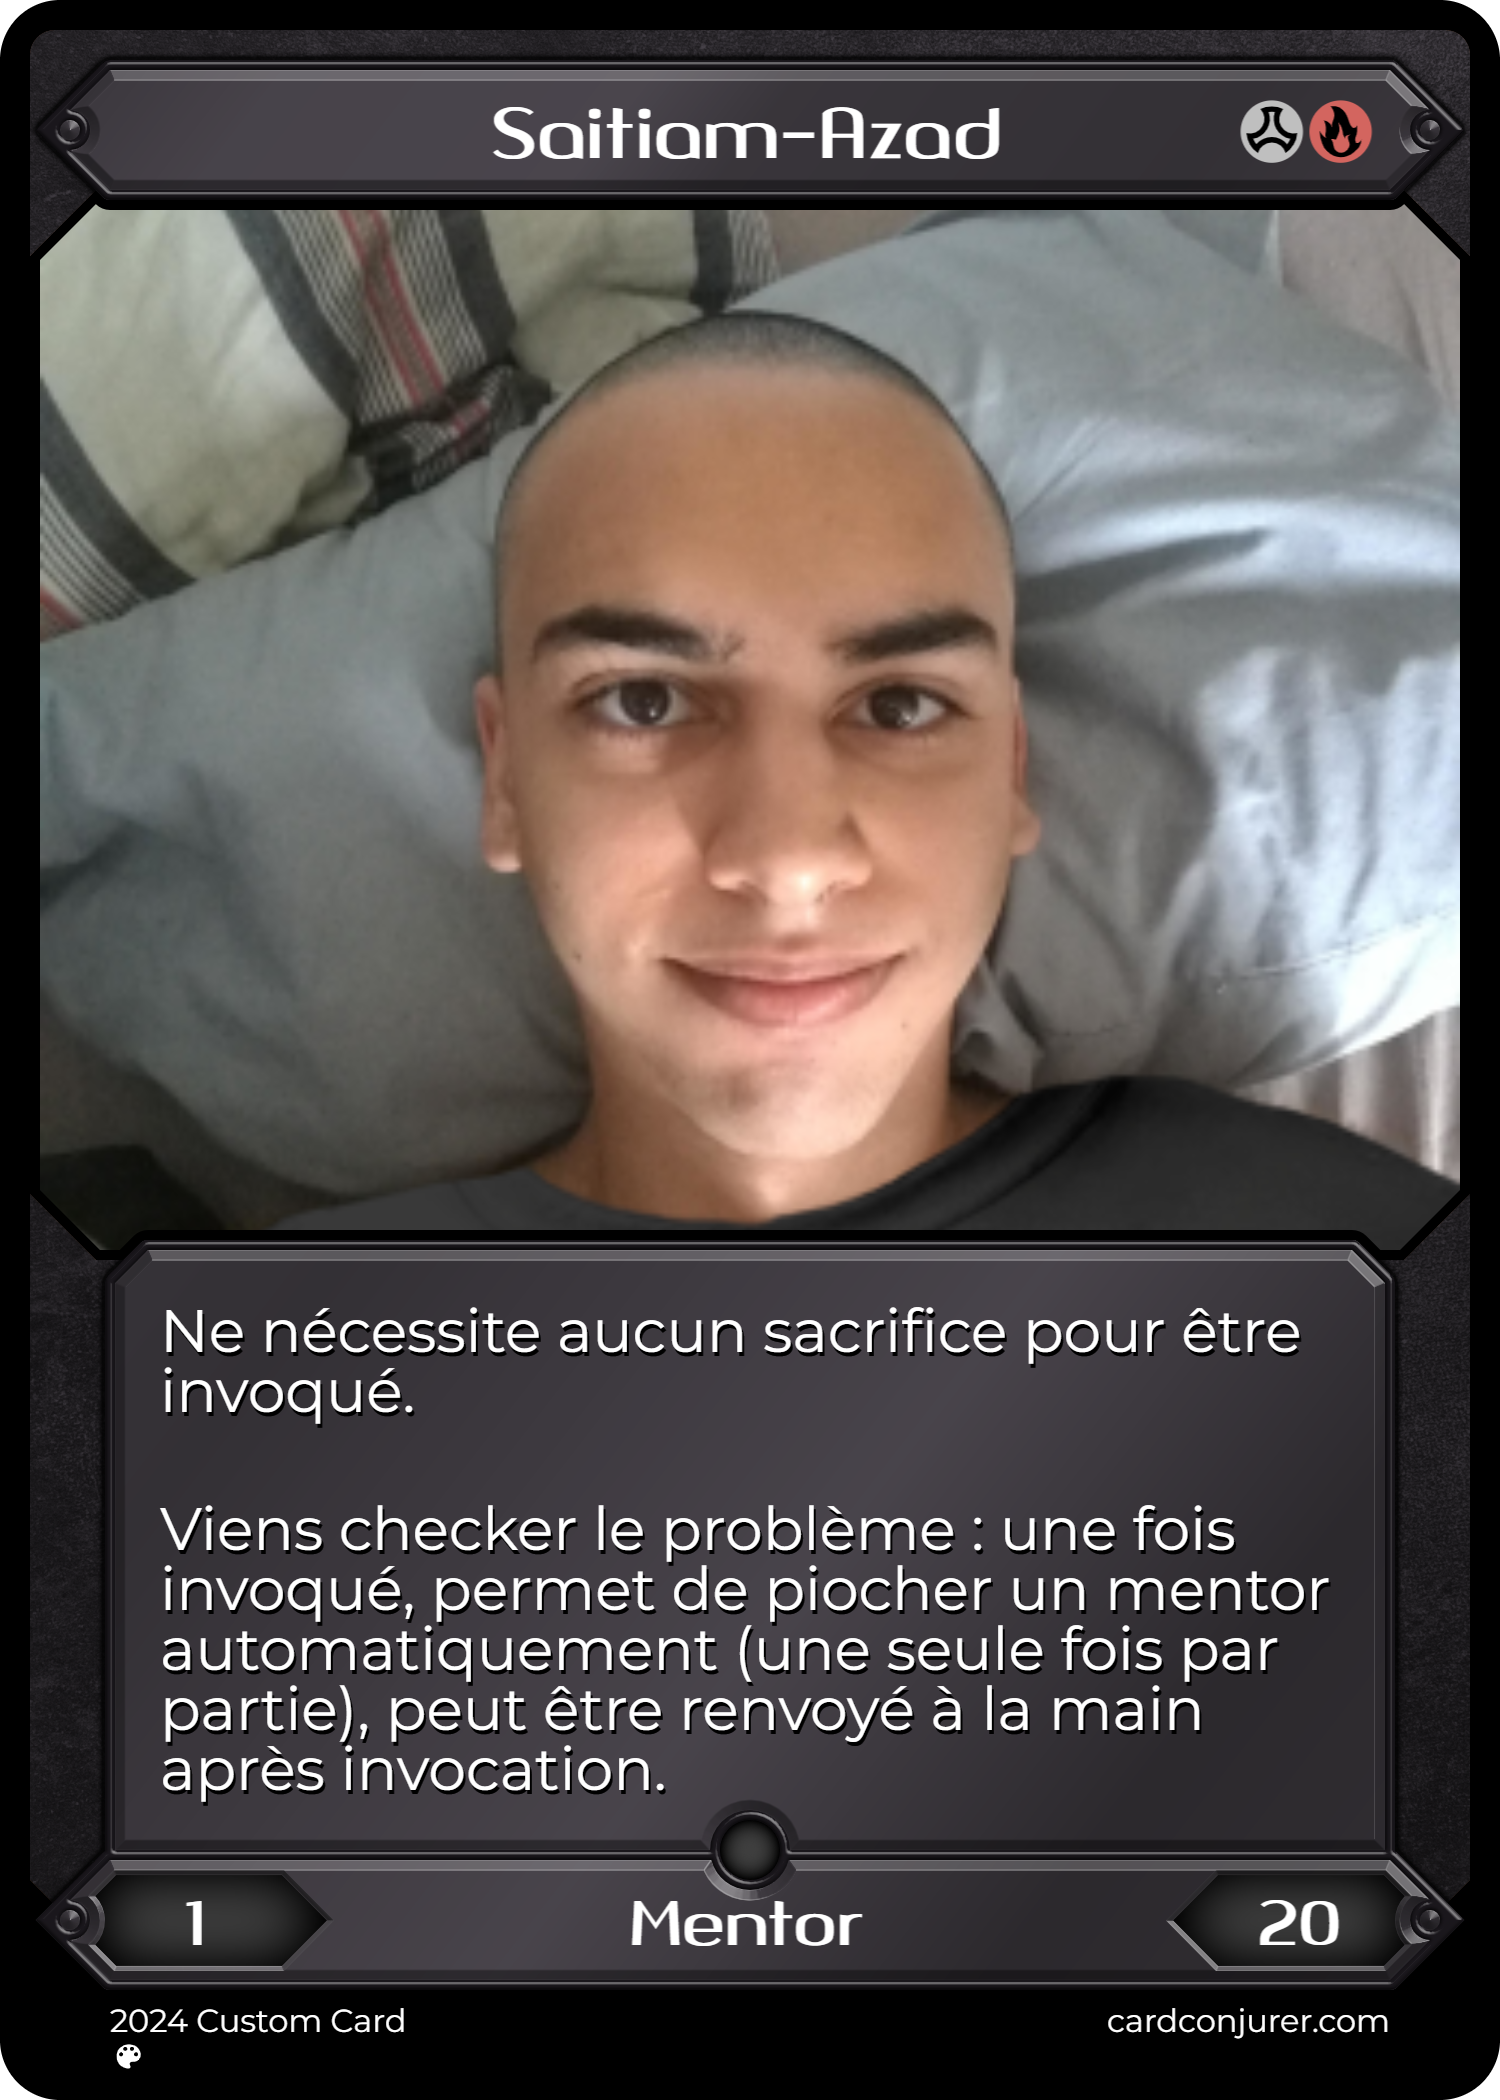 Saitiam-Azad
Ne nécessite aucun sacrifice pour être
invoqué.
Viens checker le problème : une fois
invoqué, permet de piocher un mentor
automatiquement (une seule fois par
partie), peut être renvoyé à la main
après invocation.
1
Mentor
20
2024 Custom Card
cardconjurer.com